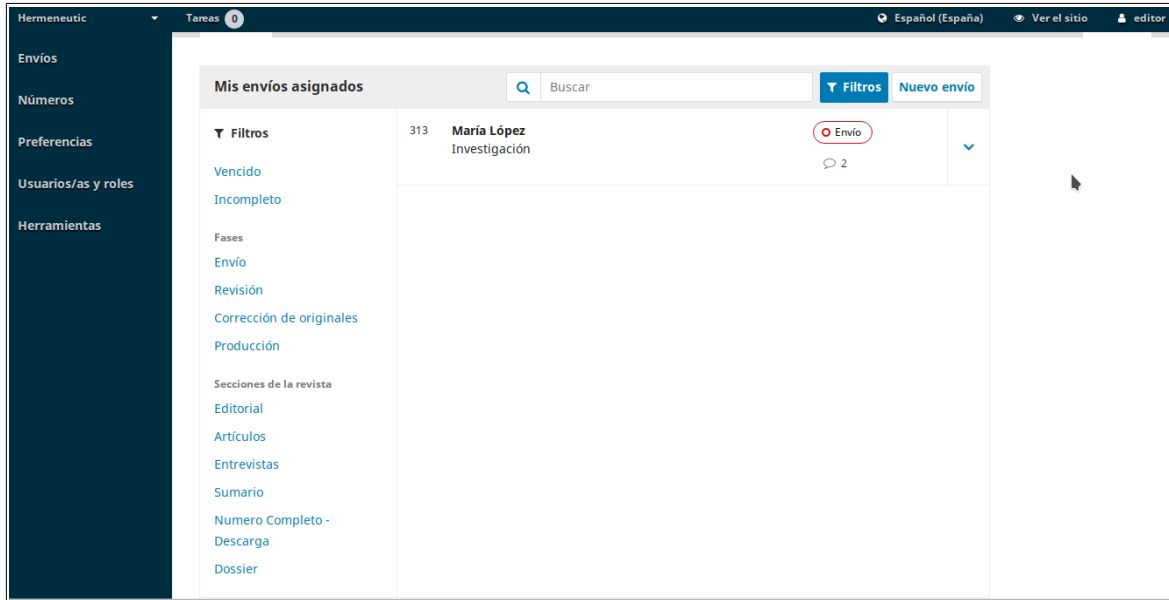 Hermeneutic
Tareas 0
Español (España)
Ver el sitio
editor
Envíos
Números
Preferencias
Usuarios/as y roles
Herramientas
Mis envíos asignados
Buscar
Filtros
Nuevo envío
Filtros
Vencido
Incompleto
Fases
Envío
Revisión
Corrección de originales
Producción
Secciones de la revista
Editorial
Artículos
Entrevistas
Sumario
Numero Completo -
Descarga
Dossier
313 María López
Investigación
Envío
2